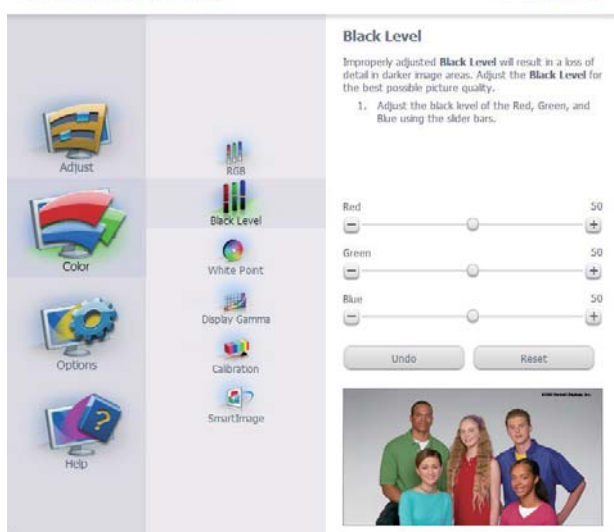 Black Level
Improperly adjusted Black Level will result in a loss of
detail in darker image areas. Adjust the Black Level for
the best possible picture quality.
1. Adjust the black level of the Red, Green, and
Blue using the slider bars.
Adjust
Color
Options
Help
RGB
Black Level
White Point
Display Gamma
Calibration
SmartImage
Red 50
Green 50
Blue 50
Undo Reset